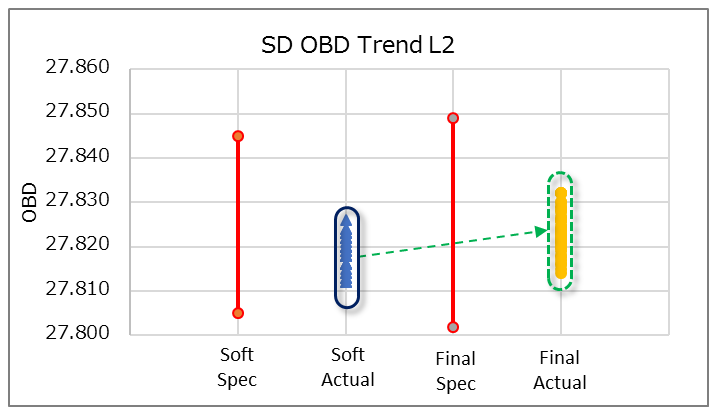 SD OBD Trend L2
27.860
27.850
27.840
27.830
27.820
27.810
27.800
OBD
Soft
Spec
Soft
Actual
Final
Spec
Final
Actual